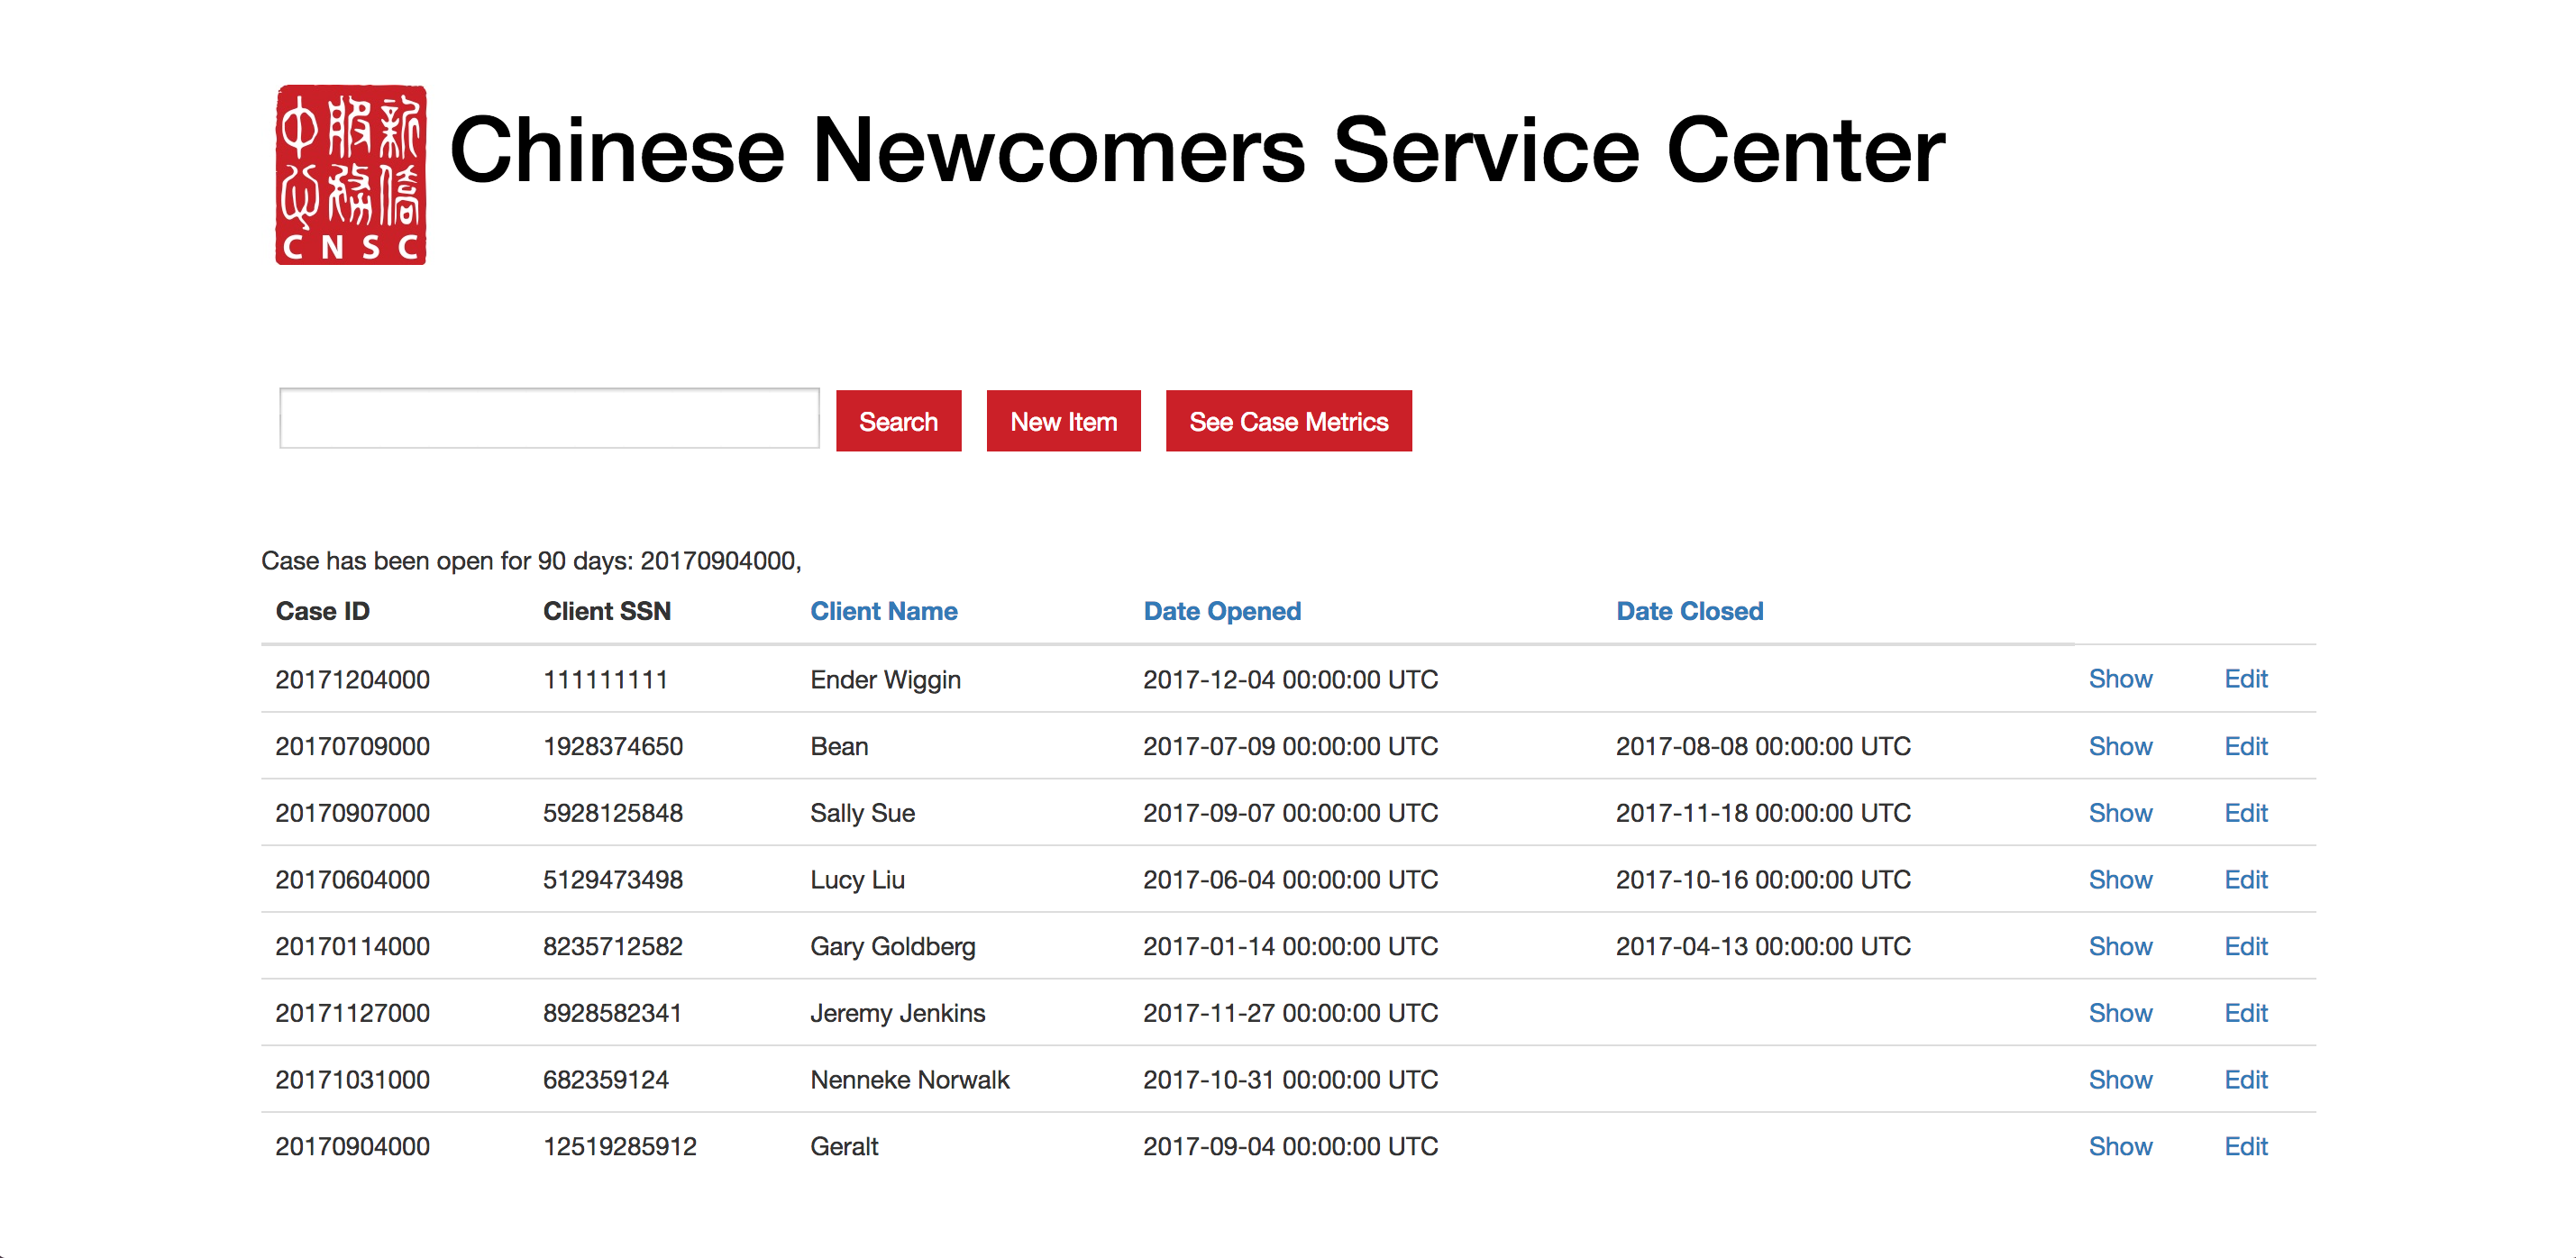 中服新
心務僑
CNSC
Chinese Newcomers Service Center
Search New Item See Case Metrics
Case has been open for 90 days: 20170904000,
Case ID Client SSN Client Name Date Opened Date Closed
20171204000 111111111 Ender Wiggin 2017-12-04 00:00:00 UTC Show Edit
20170709000 1928374650 Bean 2017-07-09 00:00:00 UTC 2017-08-08 00:00:00 UTC Show Edit
20170907000 5928125848 Sally Sue 2017-09-07 00:00:00 UTC 2017-11-18 00:00:00 UTC Show Edit
20170604000 5129473498 Lucy Liu 2017-06-04 00:00:00 UTC 2017-10-16 00:00:00 UTC Show Edit
20170114000 8235712582 Gary Goldberg 2017-01-14 00:00:00 UTC 2017-04-13 00:00:00 UTC Show Edit
20171127000 8928582341 Jeremy Jenkins 2017-11-27 00:00:00 UTC Show Edit
20171031000 682359124 Nenneke Norwalk 2017-10-31 00:00:00 UTC Show Edit
20170904000 12519285912 Geralt 2017-09-04 00:00:00 UTC Show Edit